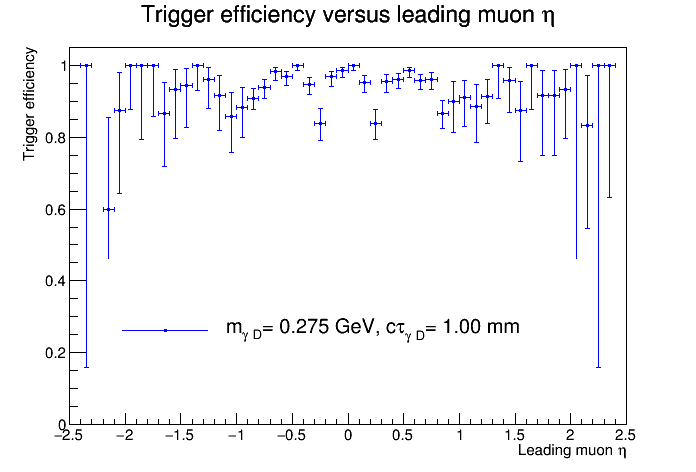 Trigger efficiency versus leading muon η
Trigger efficiency
1
0.8
0.6
0.4
0.2
0
m_γ D= 0.275 GeV, cτ_γ D= 1.00 mm
−2.5 −2 −1.5 −1 −0.5 0 0.5 1 1.5 2 2.5
Leading muon η